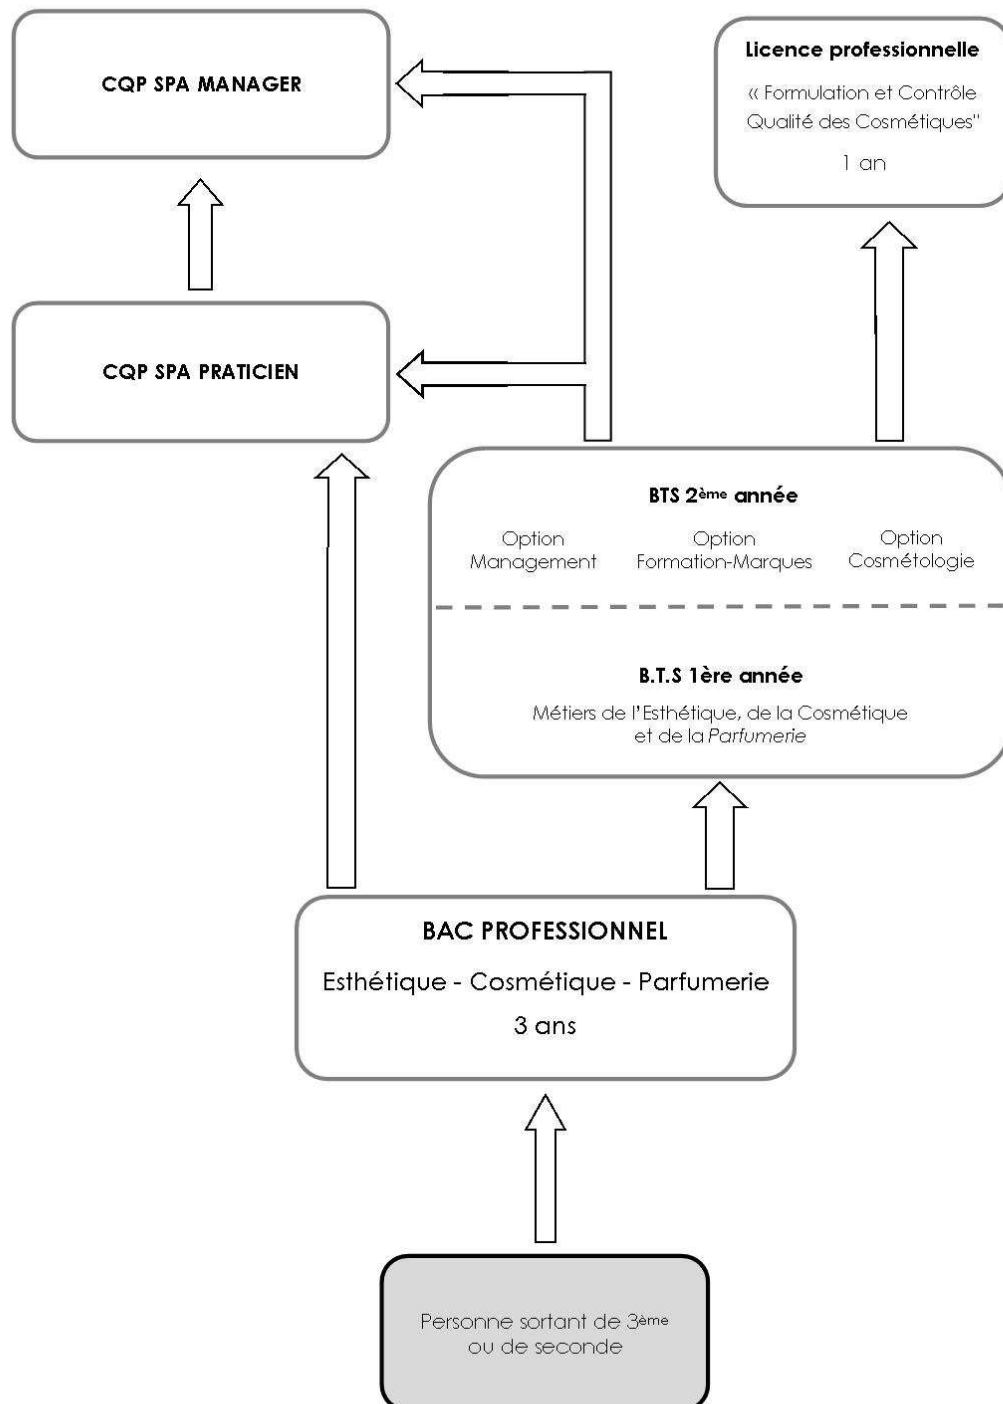 CQP SPA MANAGER
Licence professionnelle
« Formulation et Contrôle
Qualité des Cosmétiques"
1 an
CQP SPA PRATICIEN
BTS 2ème année
Option
Management
Option
Formation-Marques
Option
Cosmétologie
B.T.S 1ère année
Métiers de l'Esthétique, de la Cosmétique
et de la Parfumerie
BAC PROFESSIONNEL
Esthétique - Cosmétique - Parfumerie
3 ans
Personne sortant de 3ème
ou de seconde